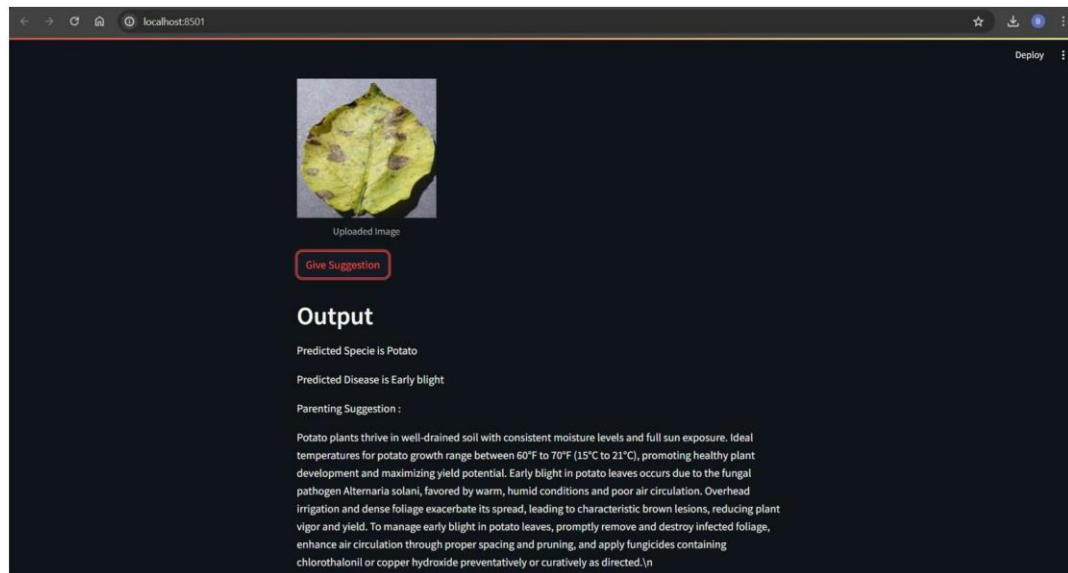 localhost:8501
Deploy
Uploaded Image
Give Suggestion
Output
Predicted Specie is Potato
Predicted Disease is Early blight
Parenting Suggestion :
Potato plants thrive in well-drained soil with consistent moisture levels and full sun exposure. Ideal
temperatures for potato growth range between 60°F to 70°F (15°C to 21°C), promoting healthy plant
development and maximizing yield potential. Early blight in potato leaves occurs due to the fungal
pathogen Alternaria solani, favored by warm, humid conditions and poor air circulation. Overhead
irrigation and dense foliage exacerbate its spread, leading to characteristic brown lesions, reducing plant
vigor and yield. To manage early blight in potato leaves, promptly remove and destroy infected foliage,
enhance air circulation through proper spacing and pruning, and apply fungicides containing
chlorothalonil or copper hydroxide preventatively or curatively as directed.\n